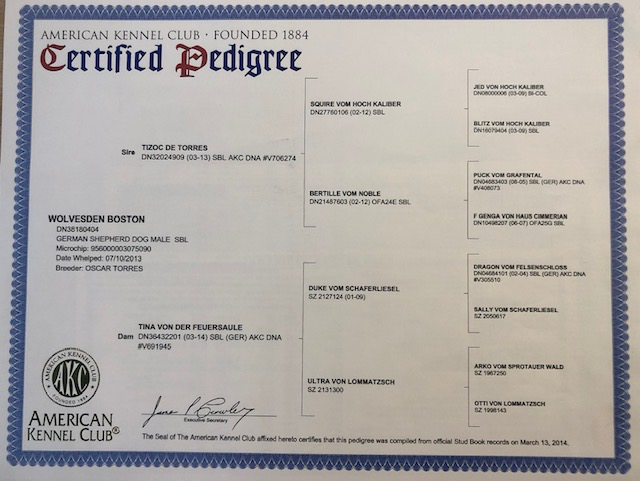 AMERICAN KENNEL CLUB · FOUNDED 1884
Certified Pedigree
JED VON HOCH KALIBER
DN08000006 (03-09) BI-COL
SQUIRE VOM HOCH KALIBER
DN27760106 (02-12) SBL
BLITZ VOM HOCH KALIBER
DN16079404 (03-09) SBL
Sire TIZOC DE TORRES
DN32024909 (03-13) SBL AKC DNA #V706274
PUCK VOM GRAFENTAL
DN04683403 (08-05) SBL (GER) AKC DNA
#V408073
BERTILLE VOM NOBLE
DN21487603 (02-12) OFA24E SBL
F GENGA VON HAUS CIMMERIAN
DN10498207 (06-07) OFA25G SBL
WOLVESDEN BOSTON
DN38180404
GERMAN SHEPHERD DOG MALE SBL
Microchip: 956000003075090
Date Whelped: 07/10/2013
Breeder: OSCAR TORRES
DRAGON VOM FELSENSCHLOSS
DN04684101 (02-04) SBL (GER) AKC DNA
#V305510
DUKE VOM SCHAFERLIESEL
SZ 2127124 (01-09)
SALLY VOM SCHAFERLIESEL
SZ 2050617
Dam TINA VON DER FEUERSAULE
DN36432201 (03-14) SBL (GER) AKC DNA
#V691945
ARKO VOM SPROTAUER WALD
SZ 1967250
ULTRA VON LOMMATZSCH
SZ 2131300
OTTI VON LOMMATZSCH
SZ 1998143
AMERICAN KENNEL CLUB
AKC
FOUNDED 1884
AMERICAN
KENNEL CLUB®
Executive Secretary
The Seal of The American Kennel Club affixed hereto certifies that this pedigree was compiled from official Stud Book records on March 13, 2014.